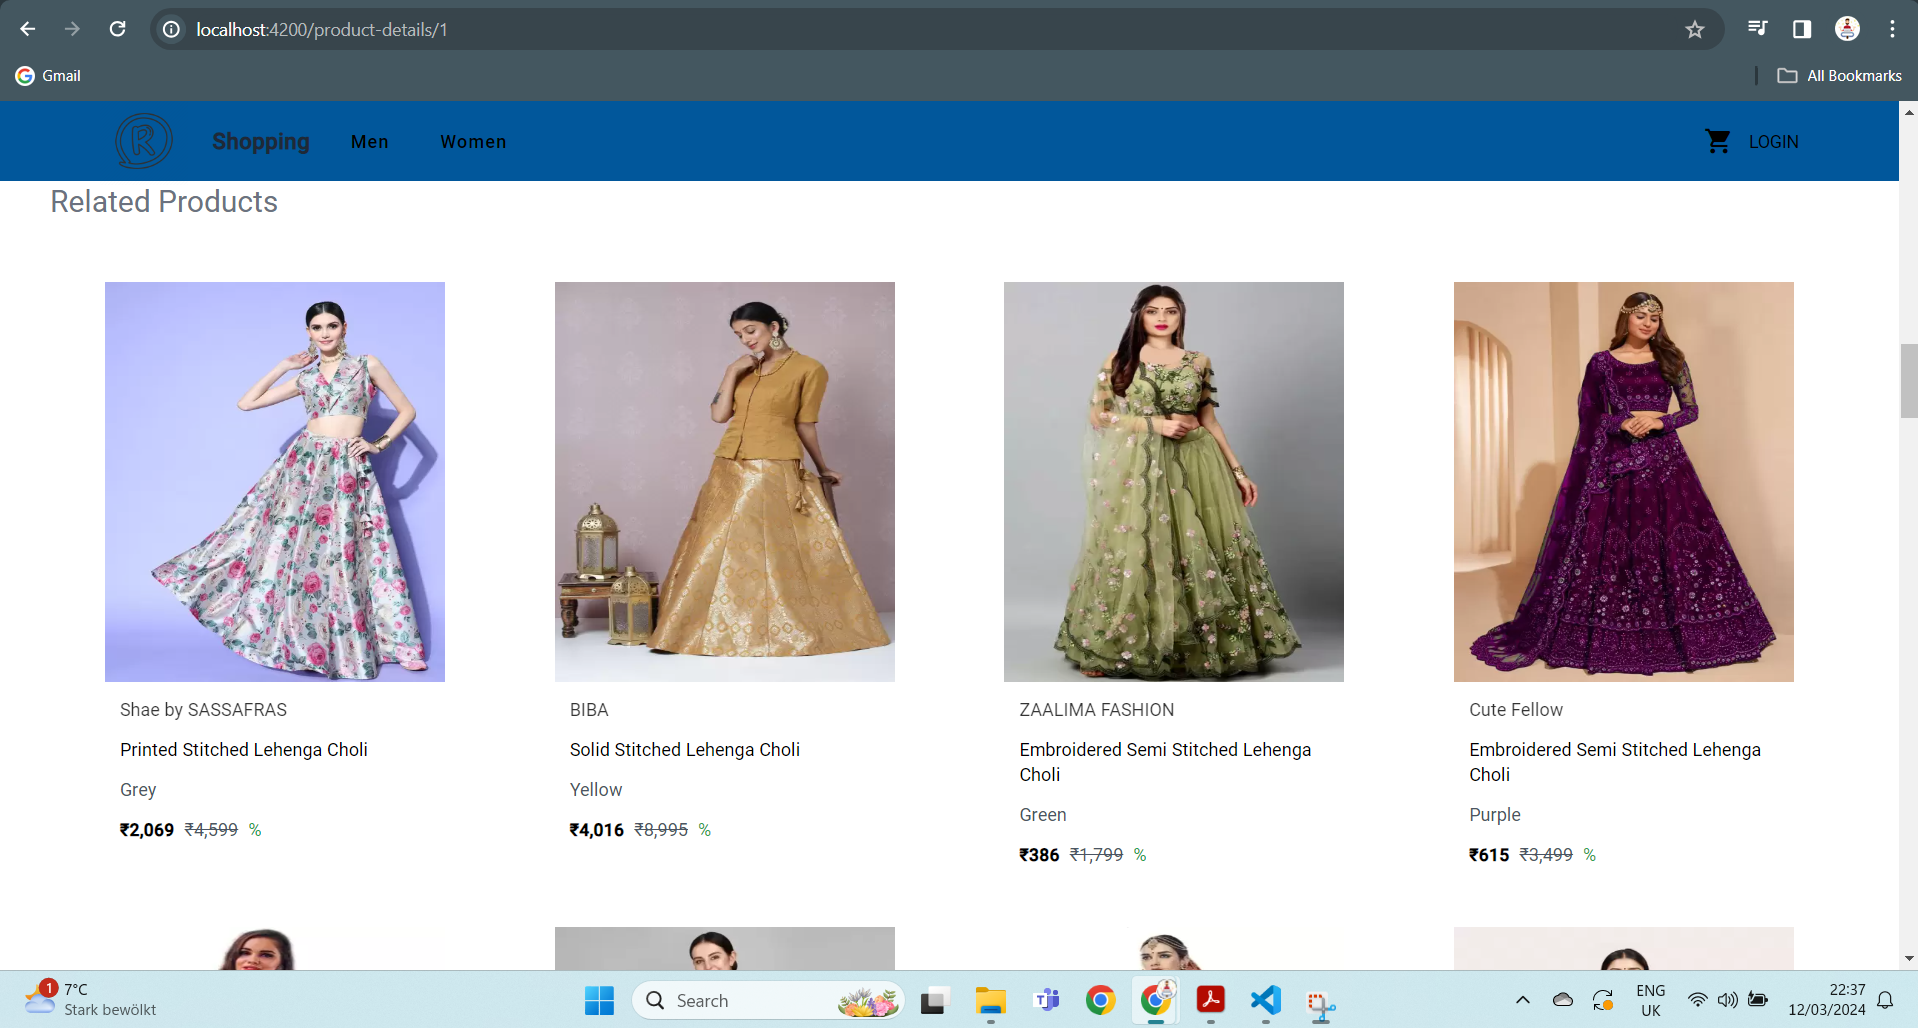 localhost:4200/product-details/1
Gmail
All Bookmarks
R
Shopping
Men
Women
LOGIN
Related Products
Shae by SASSAFRAS
Printed Stitched Lehenga Choli
Grey
₹2,069 ₹4,599 %
BIBA
Solid Stitched Lehenga Choli
Yellow
₹4,016 ₹8,995 %
ZAALIMA FASHION
Embroidered Semi Stitched Lehenga
Choli
Green
₹386 ₹1,799 %
Cute Fellow
Embroidered Semi Stitched Lehenga
Choli
Purple
₹615 ₹3,499 %
1
7°C
Stark bewölkt
Search
ENG
UK
22:37
12/03/2024